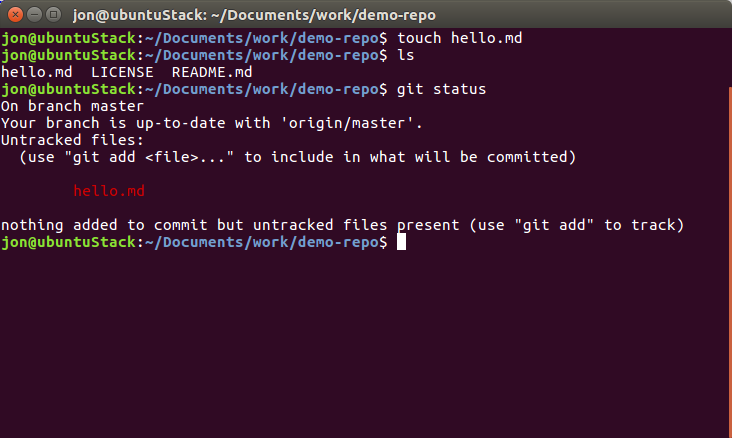 jon@ubuntuStack: ~/Documents/work/demo-repo
jon@ubuntuStack:~/Documents/work/demo-repo$ touch hello.md
jon@ubuntuStack:~/Documents/work/demo-repo$ ls
hello.md  LICENSE  README.md
jon@ubuntuStack:~/Documents/work/demo-repo$ git status
On branch master
Your branch is up-to-date with 'origin/master'.
Untracked files:
  (use "git add <file>..." to include in what will be committed)
        hello.md
nothing added to commit but untracked files present (use "git add" to track)
jon@ubuntuStack:~/Documents/work/demo-repo$